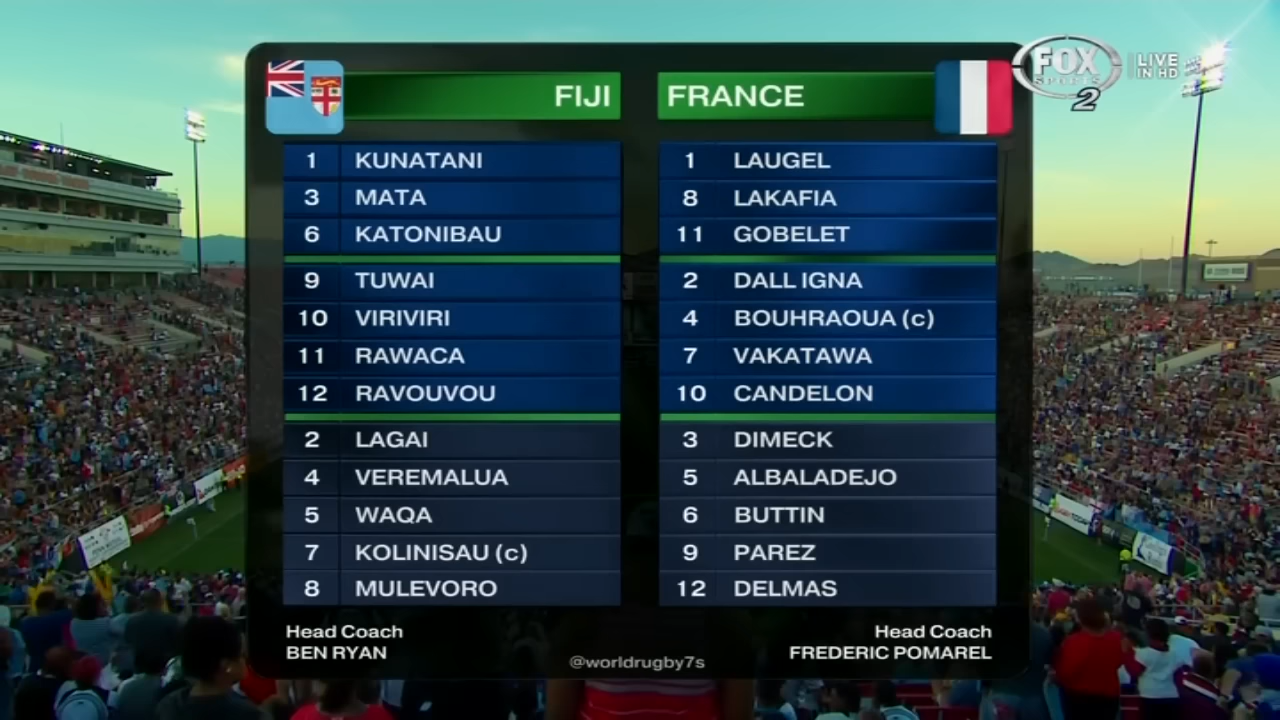 FOX
SPORTS
2
LIVE
IN HD
FIJI
1 KUNATANI
3 MATA
6 KATONIBAU
9 TUWAI
10 VIRIVIRI
11 RAWACA
12 RAVOUVOU
2 LAGAI
4 VEREMALUA
5 WAQA
7 KOLINISAU (c)
8 MULEVORO
Head Coach
BEN RYAN
FRANCE
1 LAUGEL
8 LAKAFIA
11 GOBELET
2 DALL IGNA
4 BOUHRAOUA (c)
7 VAKATAWA
10 CANDELON
3 DIMECK
5 ALBALADEJO
6 BUTTIN
9 PAREZ
12 DELMAS
Head Coach
FREDERIC POMAREL
@worldrugby7s